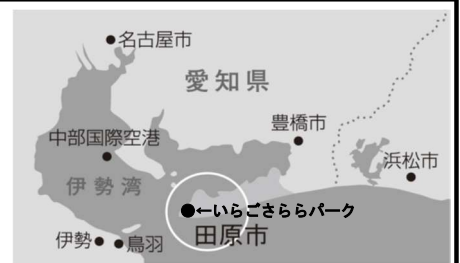 名古屋市
愛知県
豊橋市
中部国際空港
浜松市
伊勢湾
●←いらごさららパーク
田原市
伊勢●
●鳥羽